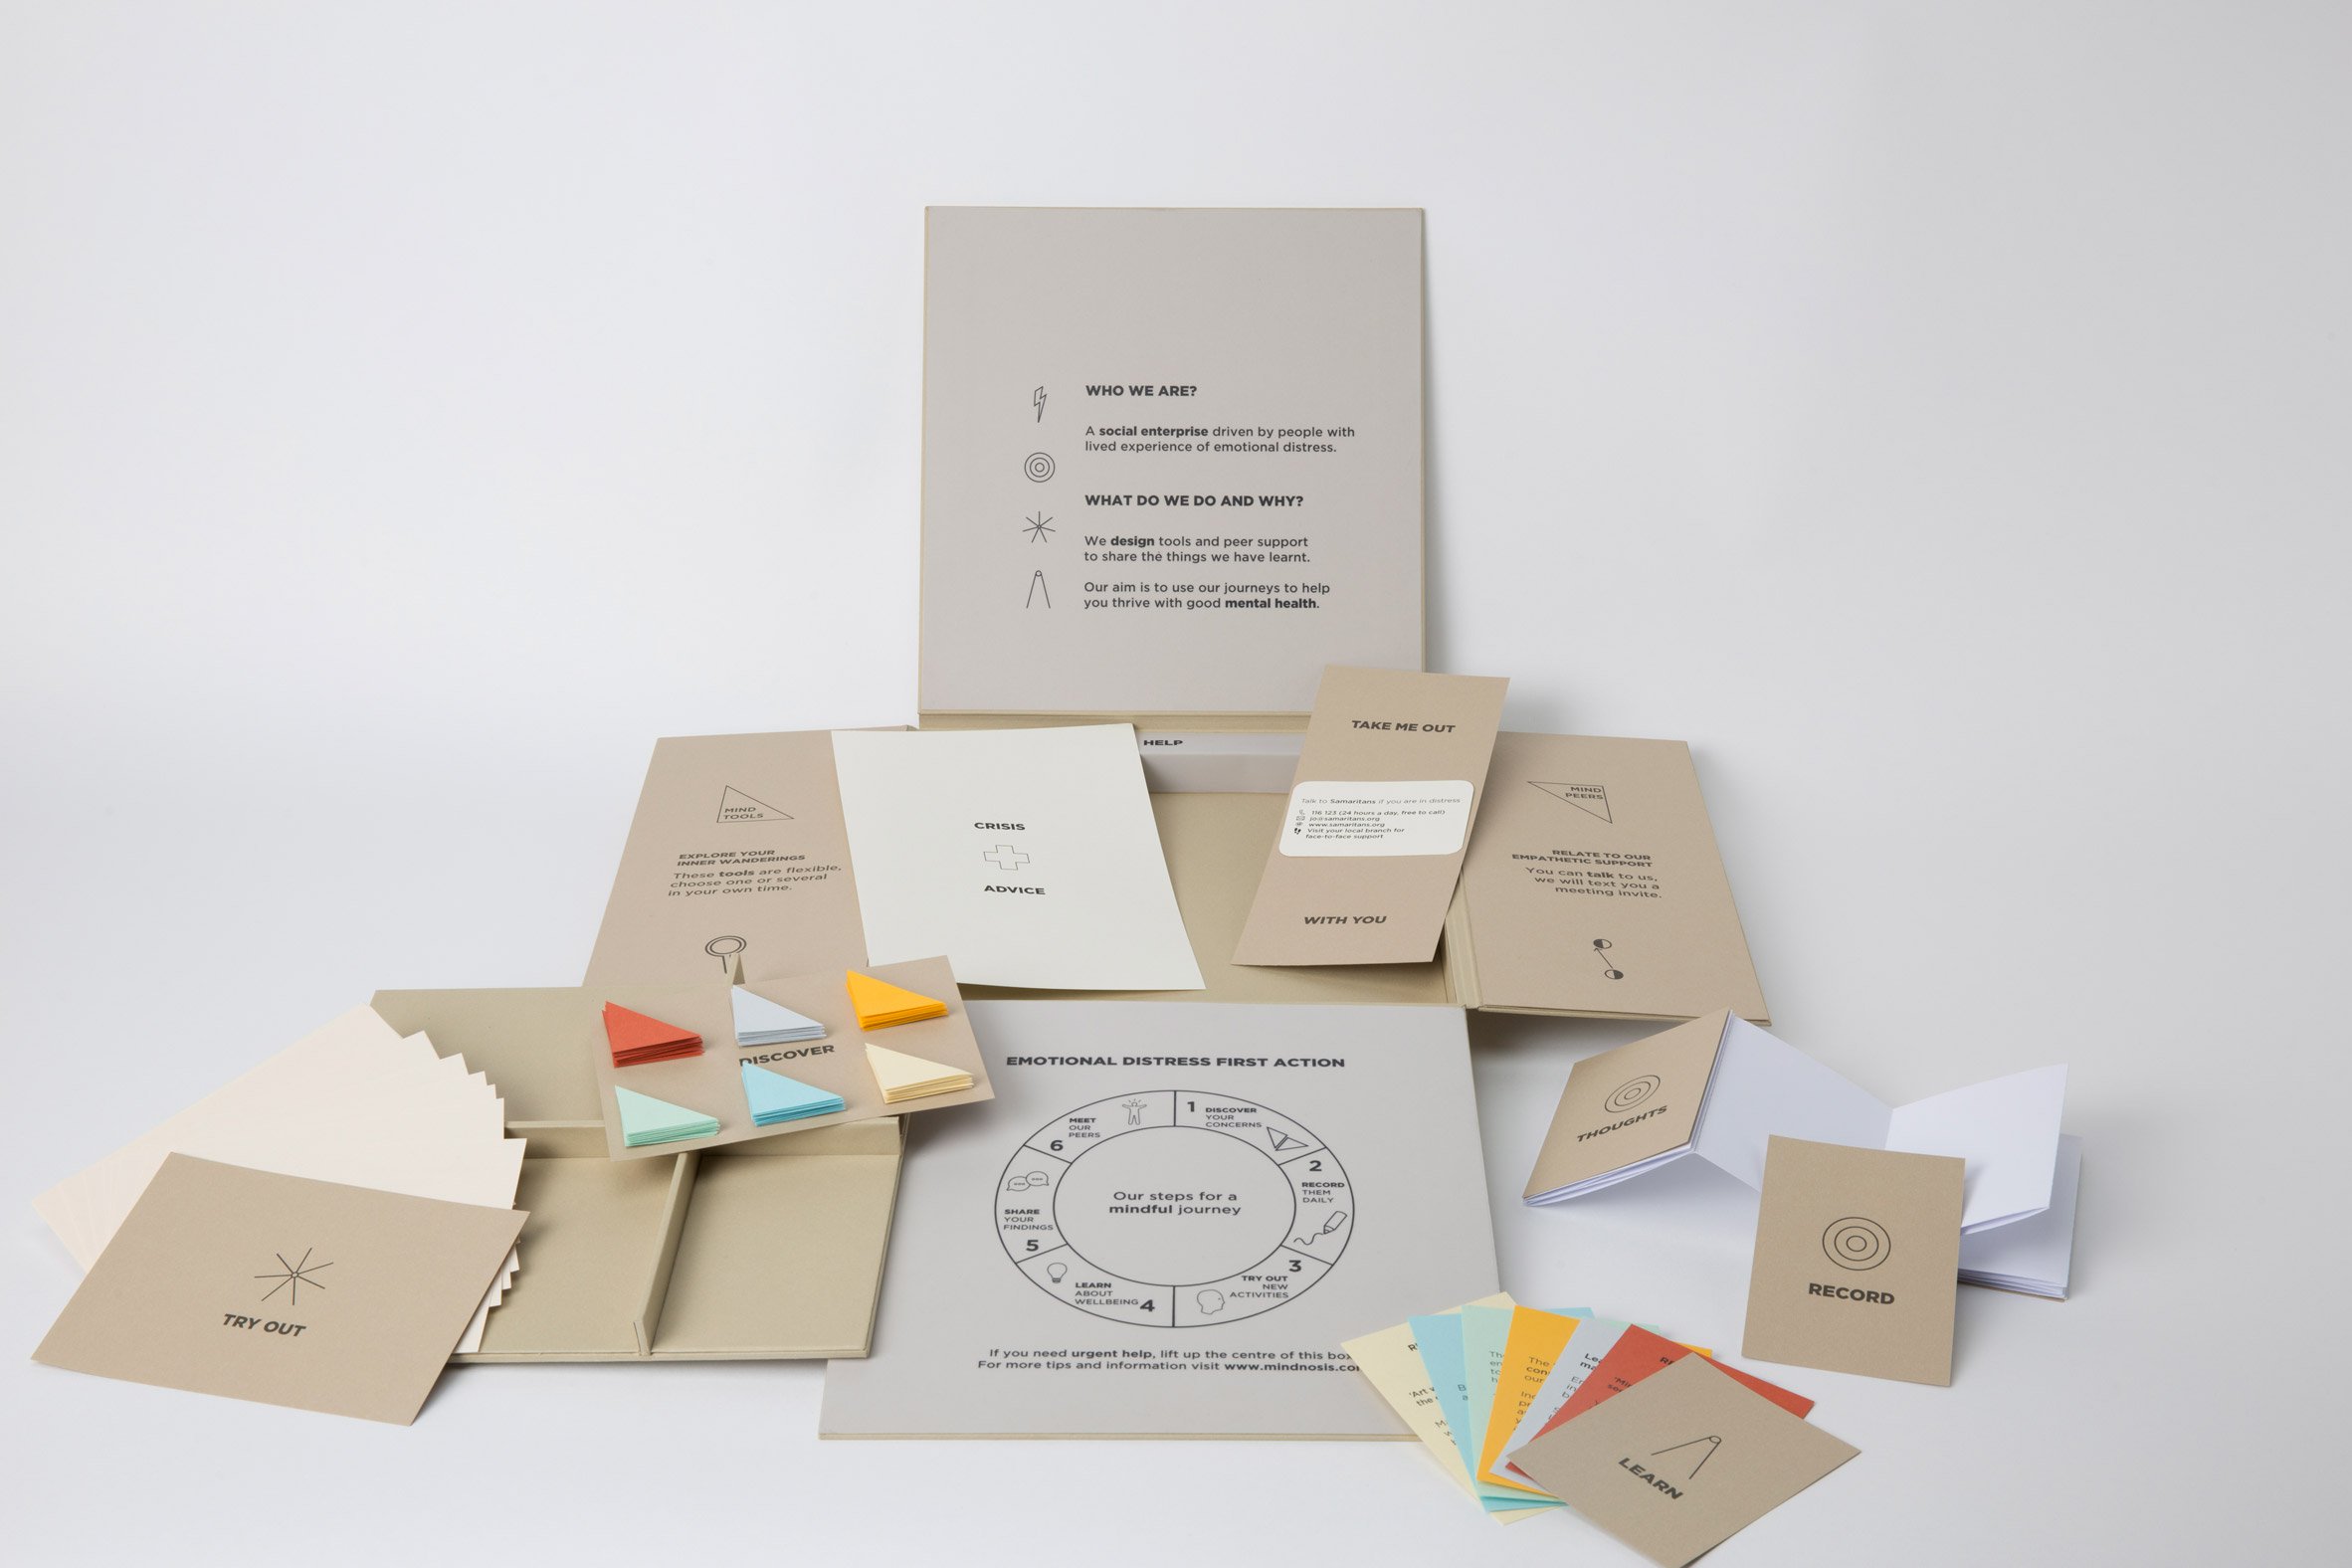 WHO WE ARE?
A social enterprise driven by people with
lived experience of emotional distress.
WHAT DO WE DO AND WHY?
We design tools and peer support
to share the things we have learnt.
Our aim is to use our journeys to help
you thrive with good mental health.
HELP
TAKE ME OUT
Talk to Samaritans if you are in distress
116 123 (24 hours a day, free to call)
jo@samaritans.org
www.samaritans.org
Visit your local branch for
face-to-face support
WITH YOU
MIND
TOOLS
EXPLORE YOUR
INNER WANDERINGS
These tools are flexible,
choose one or several
in your own time.
CRISIS
ADVICE
MIND
PEERS
RELATE TO OUR
EMPATHETIC SUPPORT
You can talk to us,
we will text you a
meeting invite.
DISCOVER
EMOTIONAL DISTRESS FIRST ACTION
1 DISCOVER
YOUR
CONCERNS
2
RECORD
THEM
DAILY
3
TRY OUT
NEW
ACTIVITIES
LEARN
ABOUT
WELLBEING 4
SHARE
YOUR
FINDINGS
5
MEET
OUR
PEERS
6
Our steps for a
mindful journey
If you need urgent help, lift up the centre of this box
For more tips and information visit www.mindnosis.co
TRY OUT
THOUGHTS
RECORD
'Art
the
The
LEARN